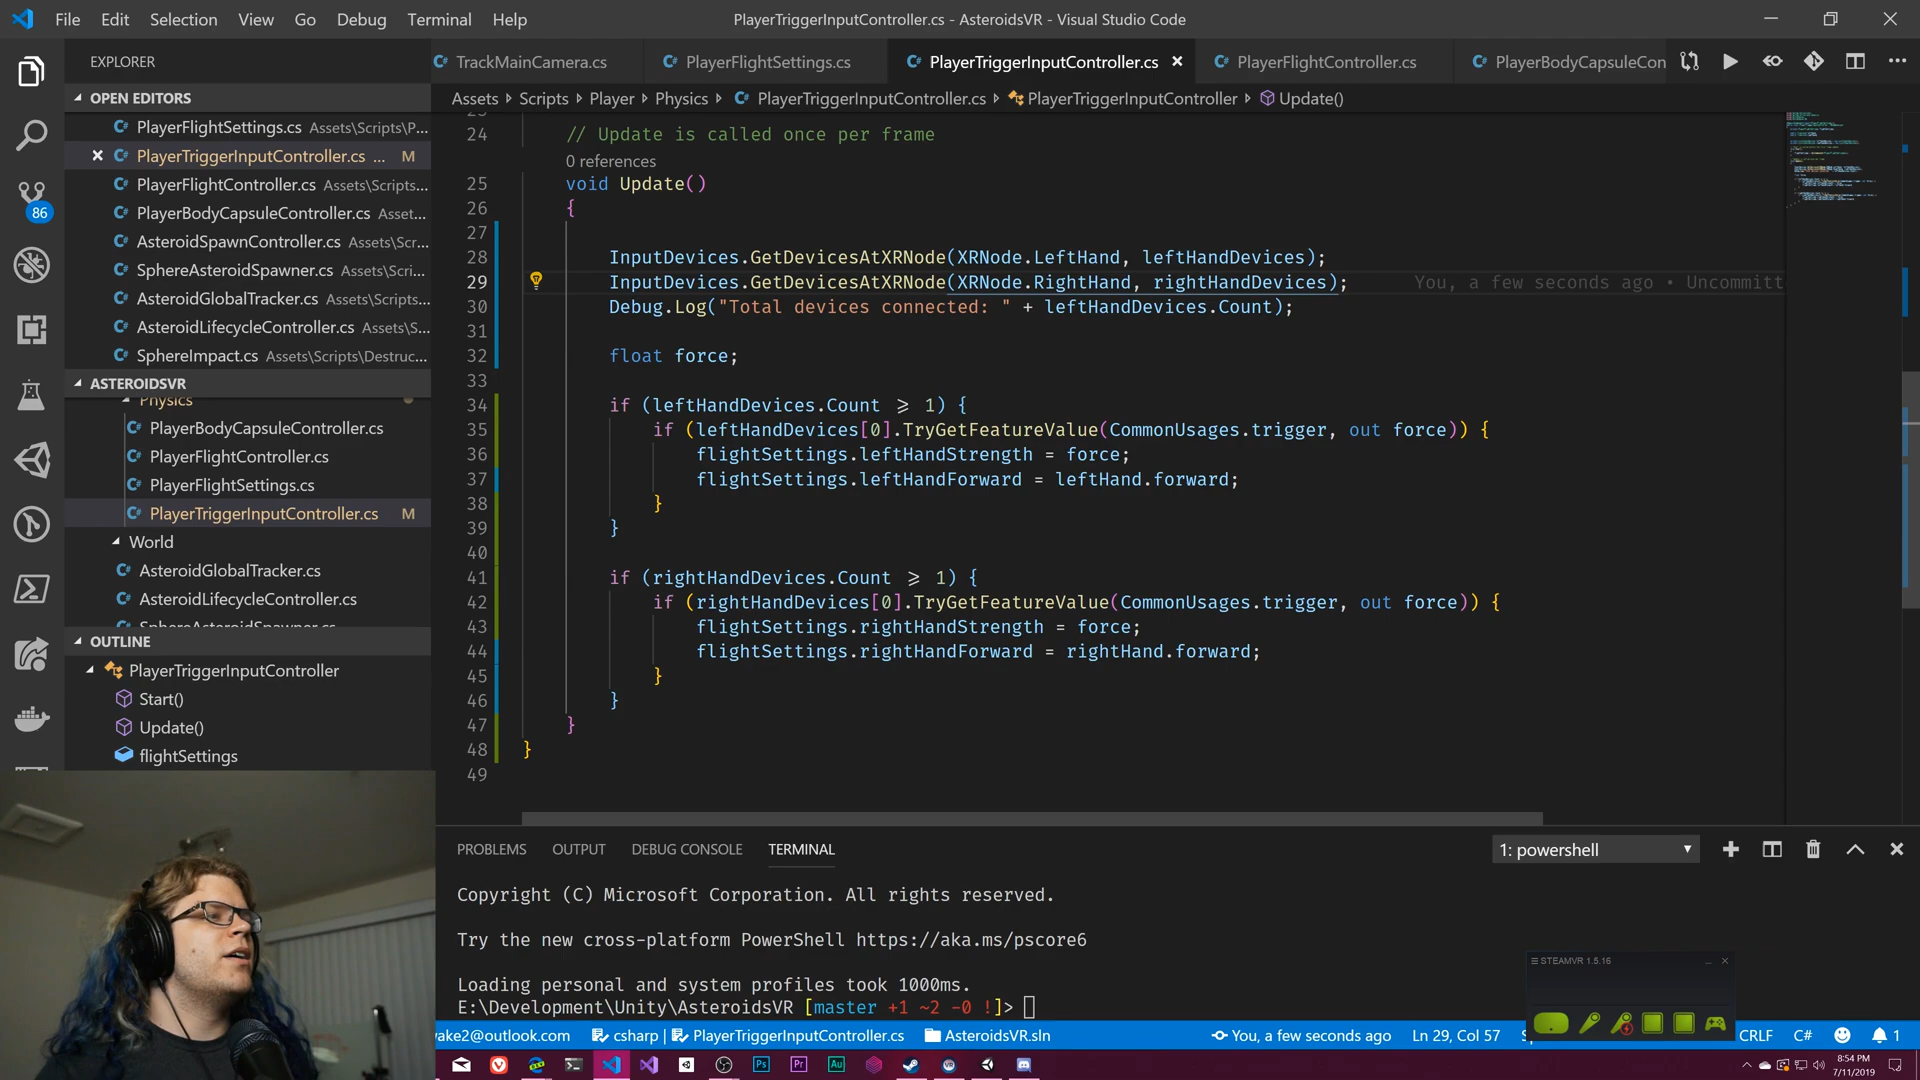 File Edit Selection View Go Debug Terminal Help
PlayerTriggerInputController.cs - AsteroidsVR - Visual Studio Code
EXPLORER
TrackMainCamera.cs
PlayerFlightSettings.cs
PlayerTriggerInputController.cs
PlayerFlightController.cs
PlayerBodyCapsuleCon
OPEN EDITORS
PlayerFlightSettings.cs Assets\Scripts\P...
PlayerTriggerInputController.cs ... M
PlayerFlightController.cs Assets\Scripts...
PlayerBodyCapsuleController.cs Asset...
AsteroidSpawnController.cs Assets\Scr...
SphereAsteroidSpawner.cs Assets\Scri...
AsteroidGlobalTracker.cs Assets\Scrip...
AsteroidLifecycleController.cs Assets\S...
SphereImpact.cs Assets\Scripts\Destruc...
86
ASTEROIDSVR
Physics
PlayerBodyCapsuleController.cs
PlayerFlightController.cs
PlayerFlightSettings.cs
PlayerTriggerInputController.cs M
World
AsteroidGlobalTracker.cs
AsteroidLifecycleController.cs
SphereAsteroidSpawner.cs
OUTLINE
PlayerTriggerInputController
Start()
Update()
flightSettings
Assets > Scripts > Player > Physics > PlayerTriggerInputController.cs > PlayerTriggerInputController > Update()
23
24 // Update is called once per frame
0 references
25 void Update()
26 {
27
28 InputDevices.GetDevicesAtXRNode(XRNode.LeftHand, leftHandDevices);
29 InputDevices.GetDevicesAtXRNode(XRNode.RightHand, rightHandDevices); You, a few seconds ago • Uncommitt
30 Debug.Log("Total devices connected: " + leftHandDevices.Count);
31
32 float force;
33
34 if (leftHandDevices.Count ⩾ 1) {
35 if (leftHandDevices[0].TryGetFeatureValue(CommonUsages.trigger, out force)) {
36 flightSettings.leftHandStrength = force;
37 flightSettings.leftHandForward = leftHand.forward;
38 }
39 }
40
41 if (rightHandDevices.Count ⩾ 1) {
42 if (rightHandDevices[0].TryGetFeatureValue(CommonUsages.trigger, out force)) {
43 flightSettings.rightHandStrength = force;
44 flightSettings.rightHandForward = rightHand.forward;
45 }
46 }
47 }
48 }
49
PROBLEMS OUTPUT DEBUG CONSOLE TERMINAL
1: powershell
Copyright (C) Microsoft Corporation. All rights reserved.
Try the new cross-platform PowerShell https://aka.ms/pscore6
Loading personal and system profiles took 1000ms.
E:\Development\Unity\AsteroidsVR [master +1 ~2 -0 !]>
STEAMVR 1.5.16
wake2@outlook.com csharp | PlayerTriggerInputController.cs AsteroidsVR.sln You, a few seconds ago Ln 29, Col 57 CRLF C# 1
Ps Pr Au
8:54 PM
7/11/2019